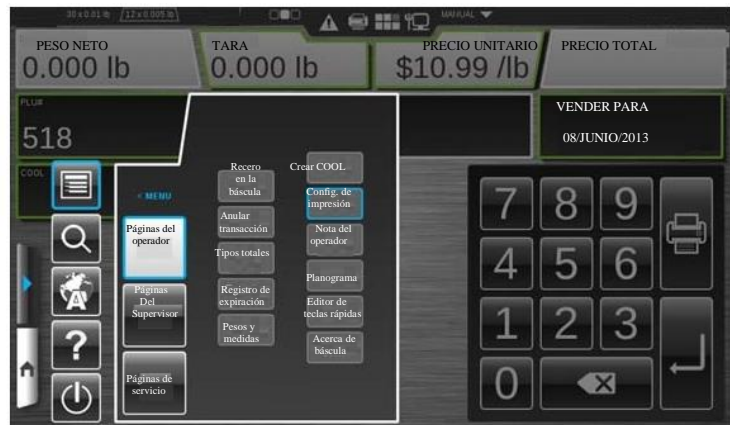 30 x 0.01 lb
12 x 0.005 lb
MANUAL
PESO NETO
0.000 lb
TARA
0.000 lb
PRECIO UNITARIO
$10.99 /lb
PRECIO TOTAL
PLU#
518
VENDER PARA
08/JUNIO/2013
COOL
< MENU
Páginas del
operador
Páginas
Del
Supervisor
Páginas de
servicio
Recero
en la
báscula
Anular
transacción
Tipos totales
Registro de
expiración
Pesos y
medidas
Crear COOL
Config. de
impresión
Nota del
operador
Planograma
Editor de
teclas rápidas
Acerca de
báscula
A
?
7 8 9
4 5 6
1 2 3
0